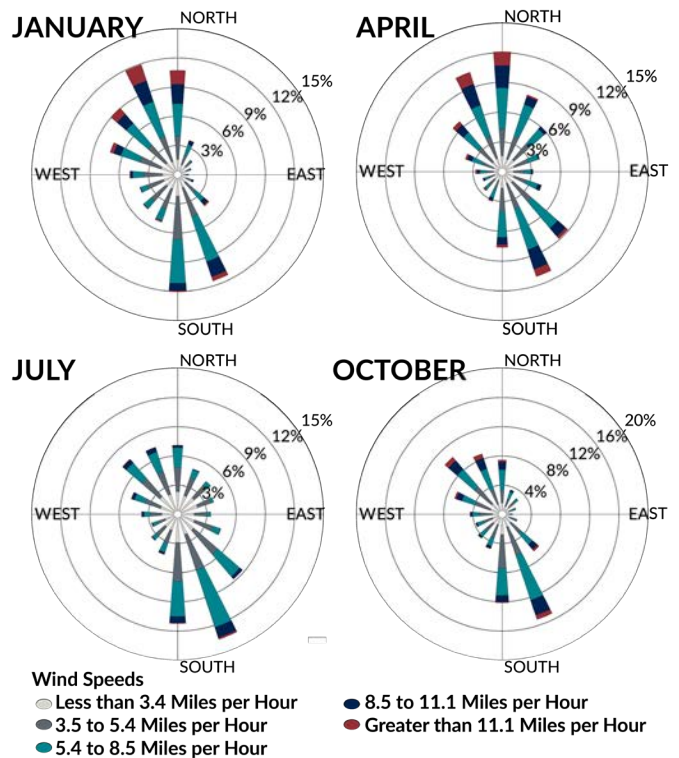 JANUARY
NORTH
15%
12%
9%
6%
3%
WEST
EAST
SOUTH
APRIL
NORTH
15%
12%
9%
6%
3%
WEST
EAST
SOUTH
JULY
NORTH
15%
12%
9%
6%
3%
WEST
EAST
SOUTH
OCTOBER
NORTH
20%
16%
12%
8%
4%
WEST
EAST
SOUTH
Wind Speeds
Less than 3.4 Miles per Hour
3.5 to 5.4 Miles per Hour
5.4 to 8.5 Miles per Hour
8.5 to 11.1 Miles per Hour
Greater than 11.1 Miles per Hour